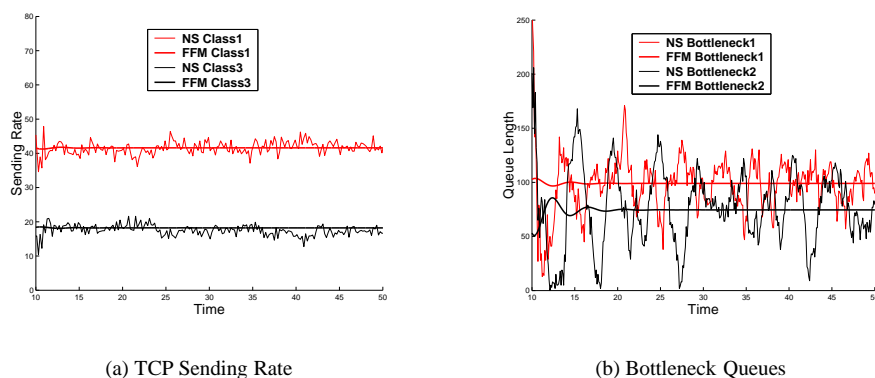 80
70
60
50
40
30
20
10
0
Sending Rate
NS Class1
FFM Class1
NS Class3
FFM Class3
10 15 20 25 30 35 40 45 50
Time
(a) TCP Sending Rate
250
200
150
100
50
0
Queue Length
NS Bottleneck1
FFM Bottleneck1
NS Bottleneck2
FFM Bottleneck2
10 15 20 25 30 35 40 45 50
Time
(b) Bottleneck Queues